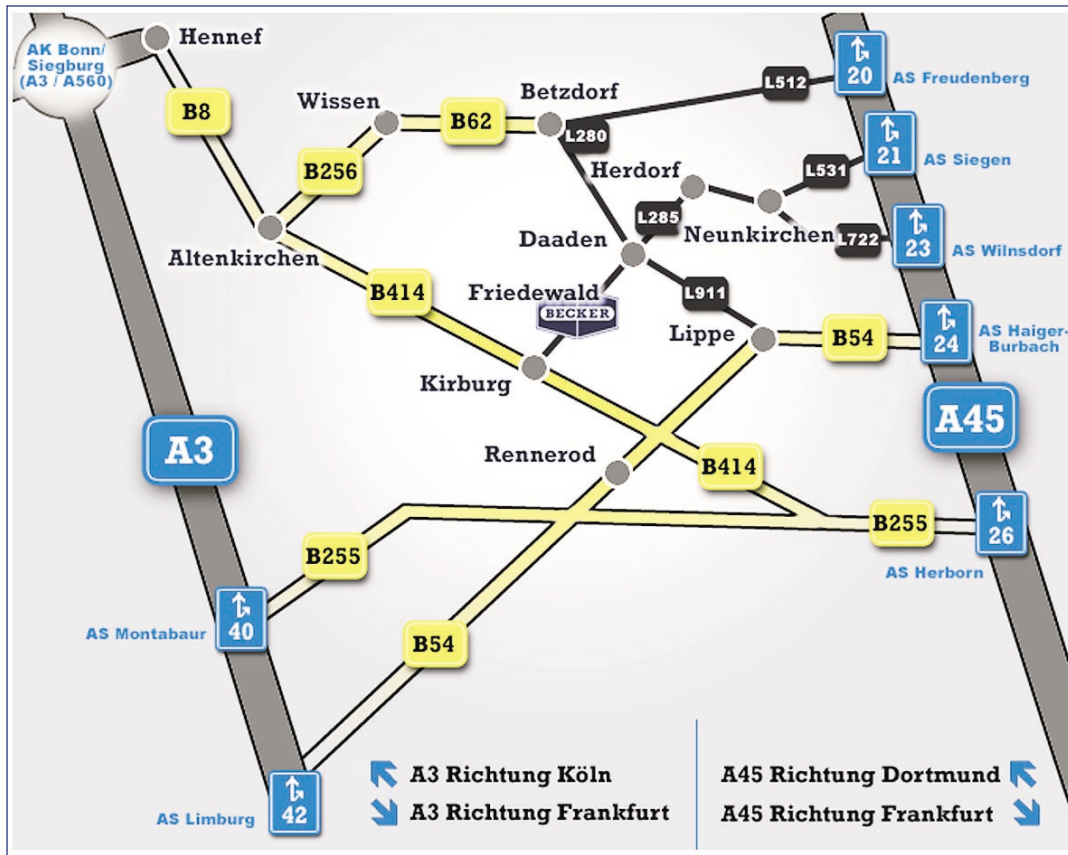 AK Bonn/
Siegburg
(A3 / A560)
Hennef
B8
Wissen
B62
Betzdorf
L512
20
AS Freudenberg
L280
B256
Herdorf
L531
21
AS Siegen
Altenkirchen
Daaden
L285
Neunkirchen
L722
23
AS Wilnsdorf
B414
Friedewald
BECKER
L911
Lippe
B54
24
AS Haiger-
Burbach
Kirburg
A3
A45
Rennerod
B414
B255
B255
26
AS Herborn
AS Montabaur
40
B54
AS Limburg
42
A3 Richtung Köln
A3 Richtung Frankfurt
A45 Richtung Dortmund
A45 Richtung Frankfurt